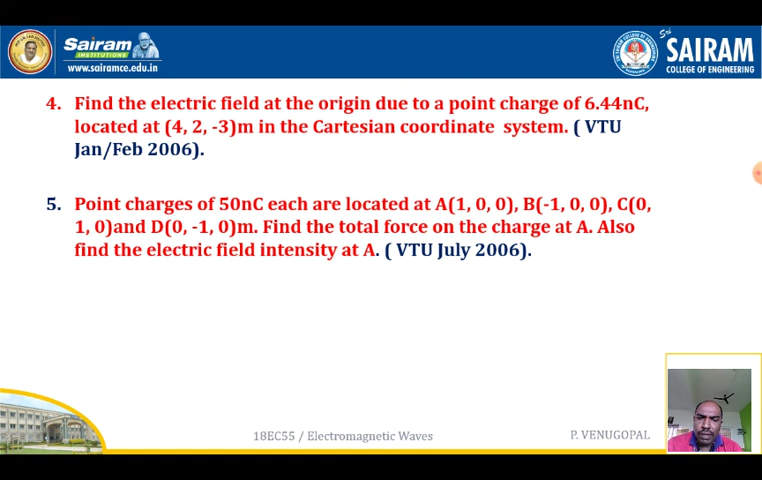 Sairam
INSTITUTIONS
www.sairamce.edu.in
Sri
SAIRAM
COLLEGE OF ENGINEERING
4. Find the electric field at the origin due to a point charge of 6.44nC,
located at (4, 2, -3)m in the Cartesian coordinate system. ( VTU
Jan/Feb 2006).
5. Point charges of 50nC each are located at A(1, 0, 0), B(-1, 0, 0), C(0,
1, 0)and D(0, -1, 0)m. Find the total force on the charge at A. Also
find the electric field intensity at A. ( VTU July 2006).
18EC55 / Electromagnetic Waves
P. VENUGOPAL